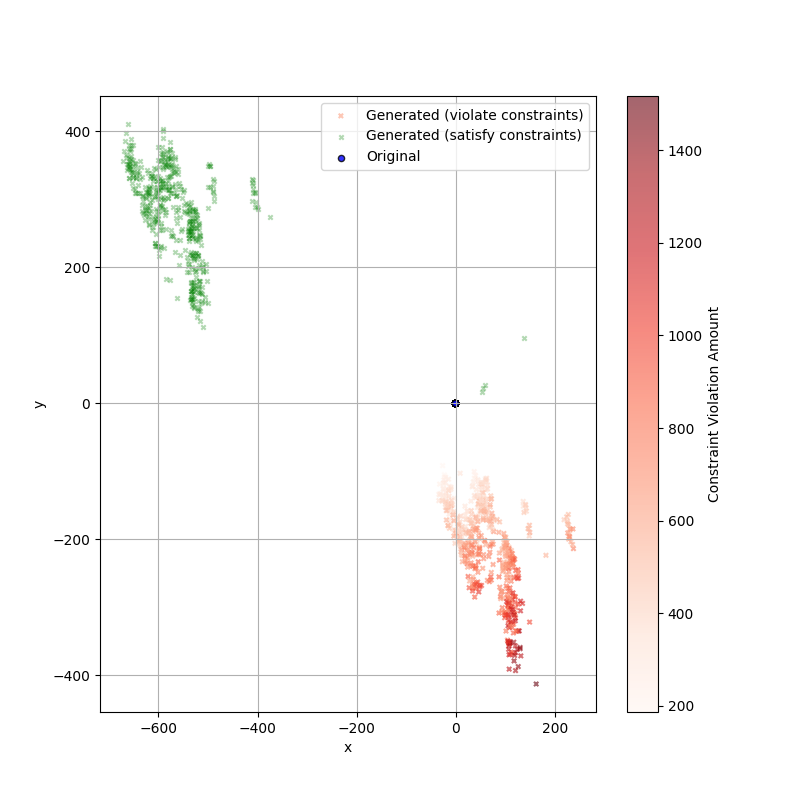 Generated (violate constraints)
Generated (satisfy constraints)
Original
400
200
0
−200
−400
y
−600
−400
−200
0
200
x
1400
1200
1000
800
600
400
200
Constraint Violation Amount